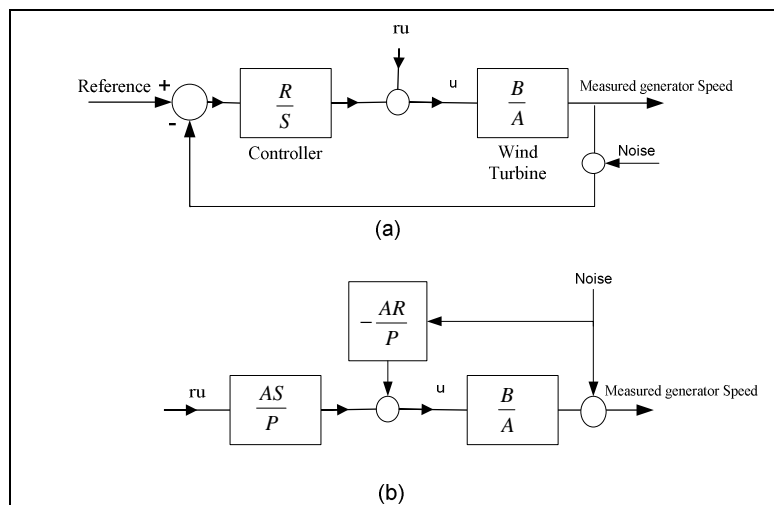 ru
Reference + u Measured generator Speed
R
S
B
A
-
Controller
Wind
Turbine
Noise
(a)
Noise
− AR
P
ru
AS
P
u
B
A
Measured generator Speed
(b)